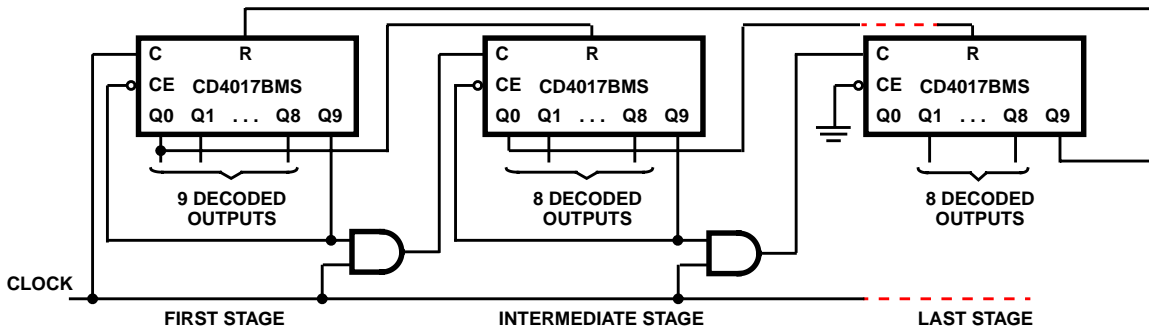 C R
CE CD4017BMS
Q0 Q1 . . . Q8 Q9
9 DECODED
OUTPUTS
C R
CE CD4017BMS
Q0 Q1 . . . Q8 Q9
8 DECODED
OUTPUTS
C R
CE CD4017BMS
Q0 Q1 . . . Q8 Q9
8 DECODED
OUTPUTS
CLOCK
FIRST STAGE
INTERMEDIATE STAGE
LAST STAGE